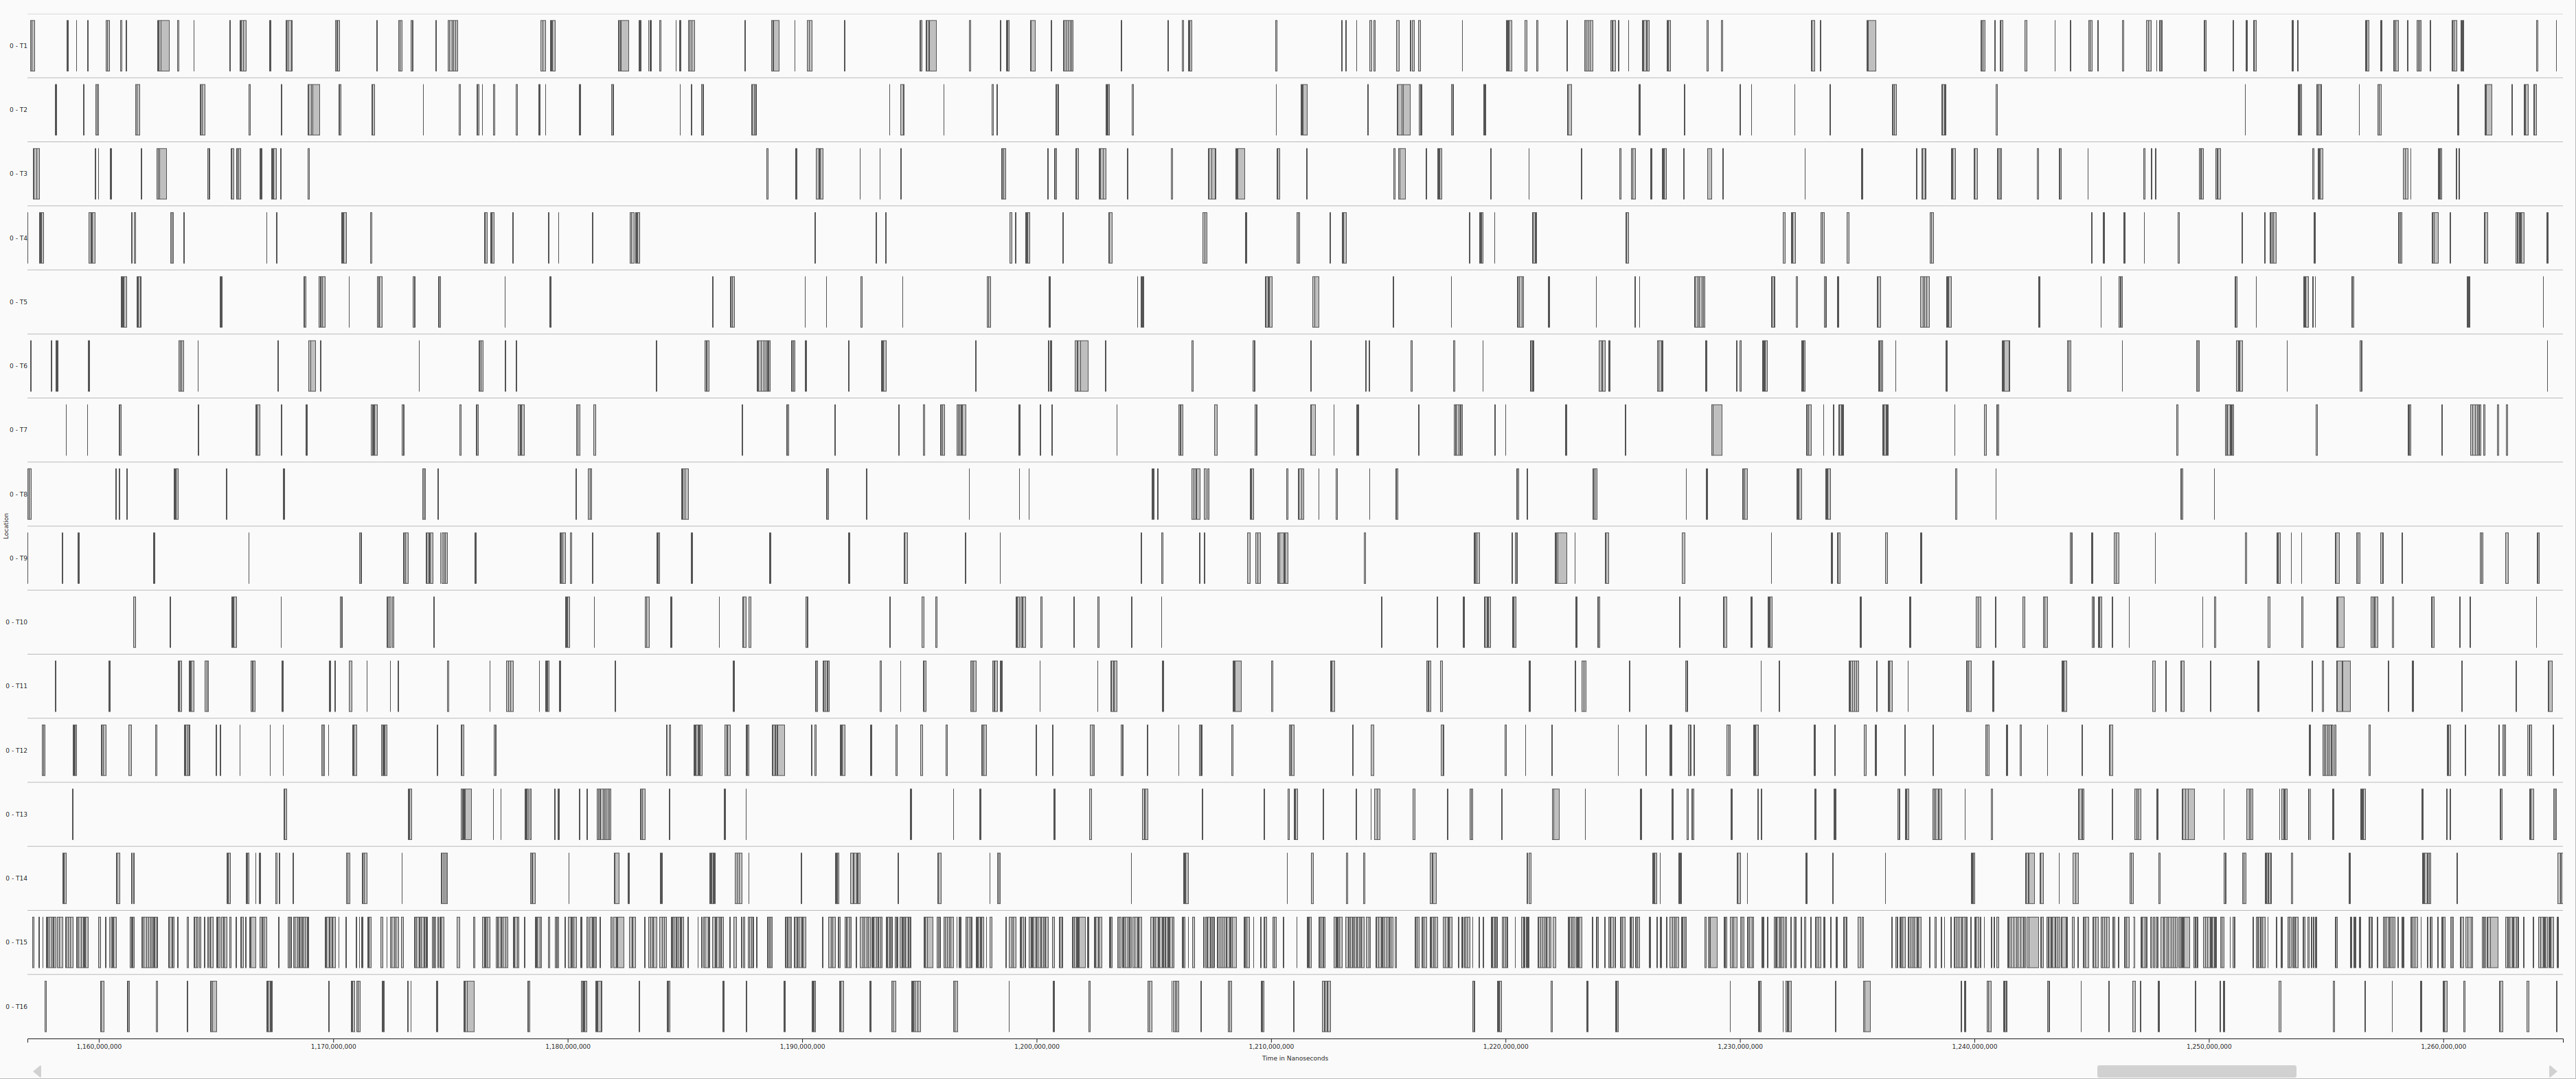 0 - T1
0 - T2
0 - T3
0 - T4
0 - T5
0 - T6
0 - T7
0 - T8
Location
0 - T9
0 - T10
0 - T11
0 - T12
0 - T13
0 - T14
0 - T15
0 - T16
1,160,000,000 1,170,000,000 1,180,000,000 1,190,000,000 1,200,000,000 1,210,000,000 1,220,000,000 1,230,000,000 1,240,000,000 1,250,000,000 1,260,000,000
Time in Nanoseconds